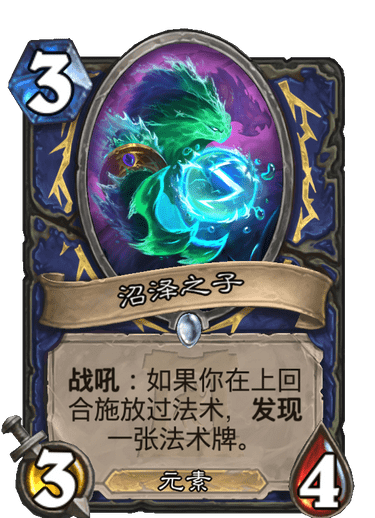 3
沼泽之子
战吼：如果你在上回
合施放过法术，发现
一张法术牌。
3
元素
4